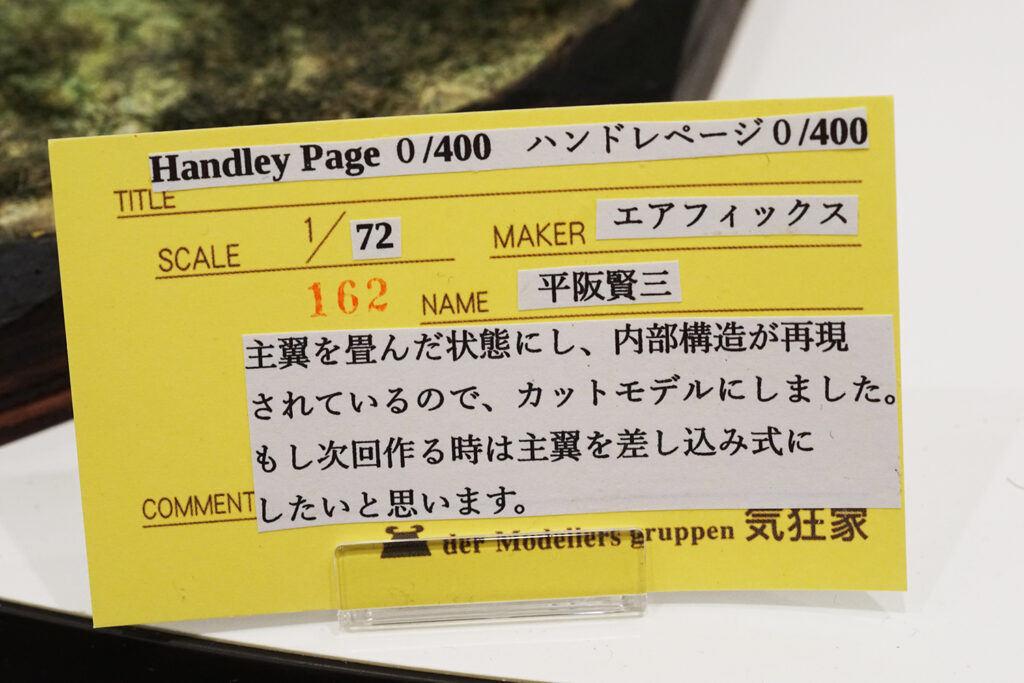 Handley Page 0/400 ハンドレページ0/400
TITLE
SCALE 1/72 MAKER エアフィックス
162 NAME 平阪賢三
主翼を畳んだ状態にし、内部構造が再現
されているので、カットモデルにしました。
もし次回作る時は主翼を差し込み式に
COMMENT したいと思います。
der Modellers gruppen 気狂家